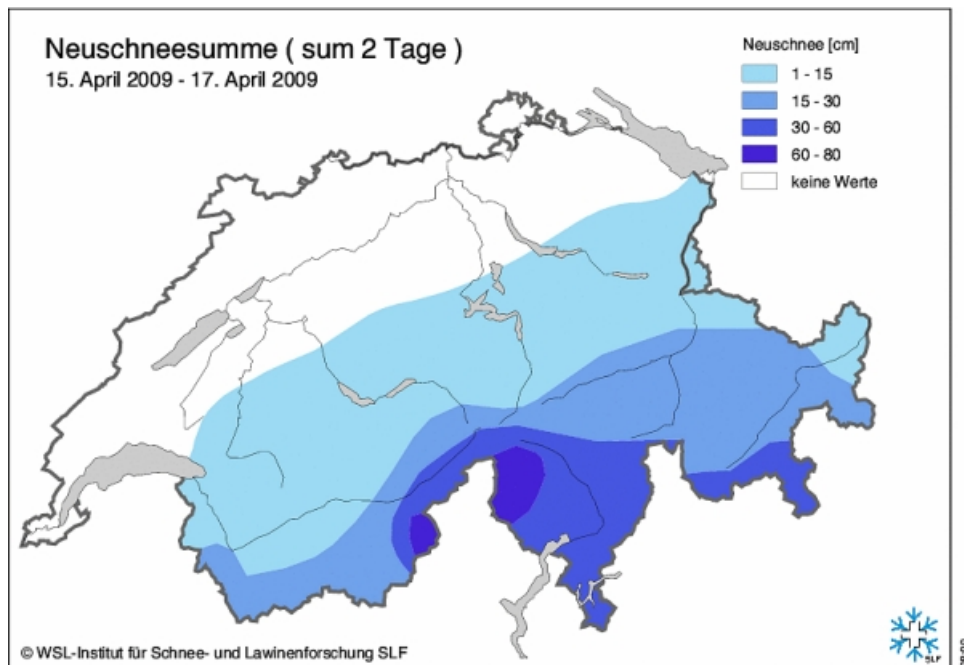 Neuschneesumme ( sum 2 Tage )
15. April 2009 - 17. April 2009
Neuschnee [cm]
1 - 15
15 - 30
30 - 60
60 - 80
keine Werte
© WSL-Institut für Schnee- und Lawinenforschung SLF
SLF